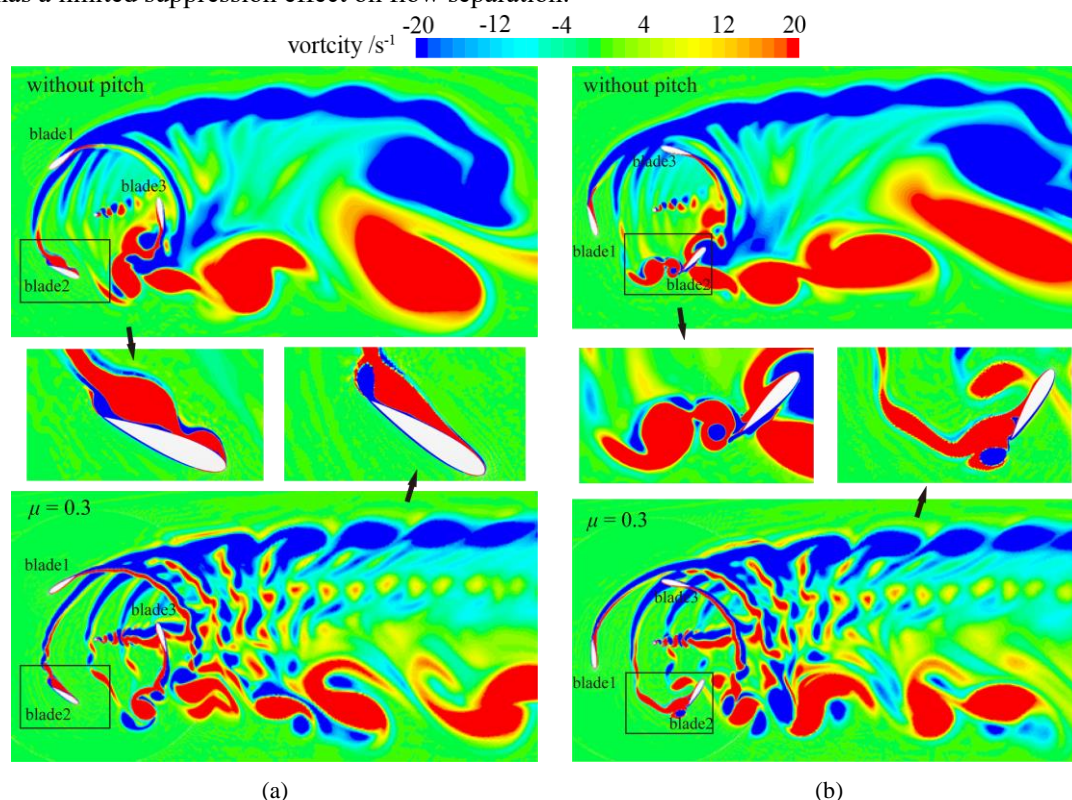 has a limited suppression effect on flow separation.
vortcity /s-1 -20 -12 -4 4 12 20
without pitch without pitch
blade1
blade3 blade3
blade1
blade2 blade2
μ = 0.3 μ = 0.3
blade1
blade3 blade3
blade1
blade2 blade2
(a) (b)